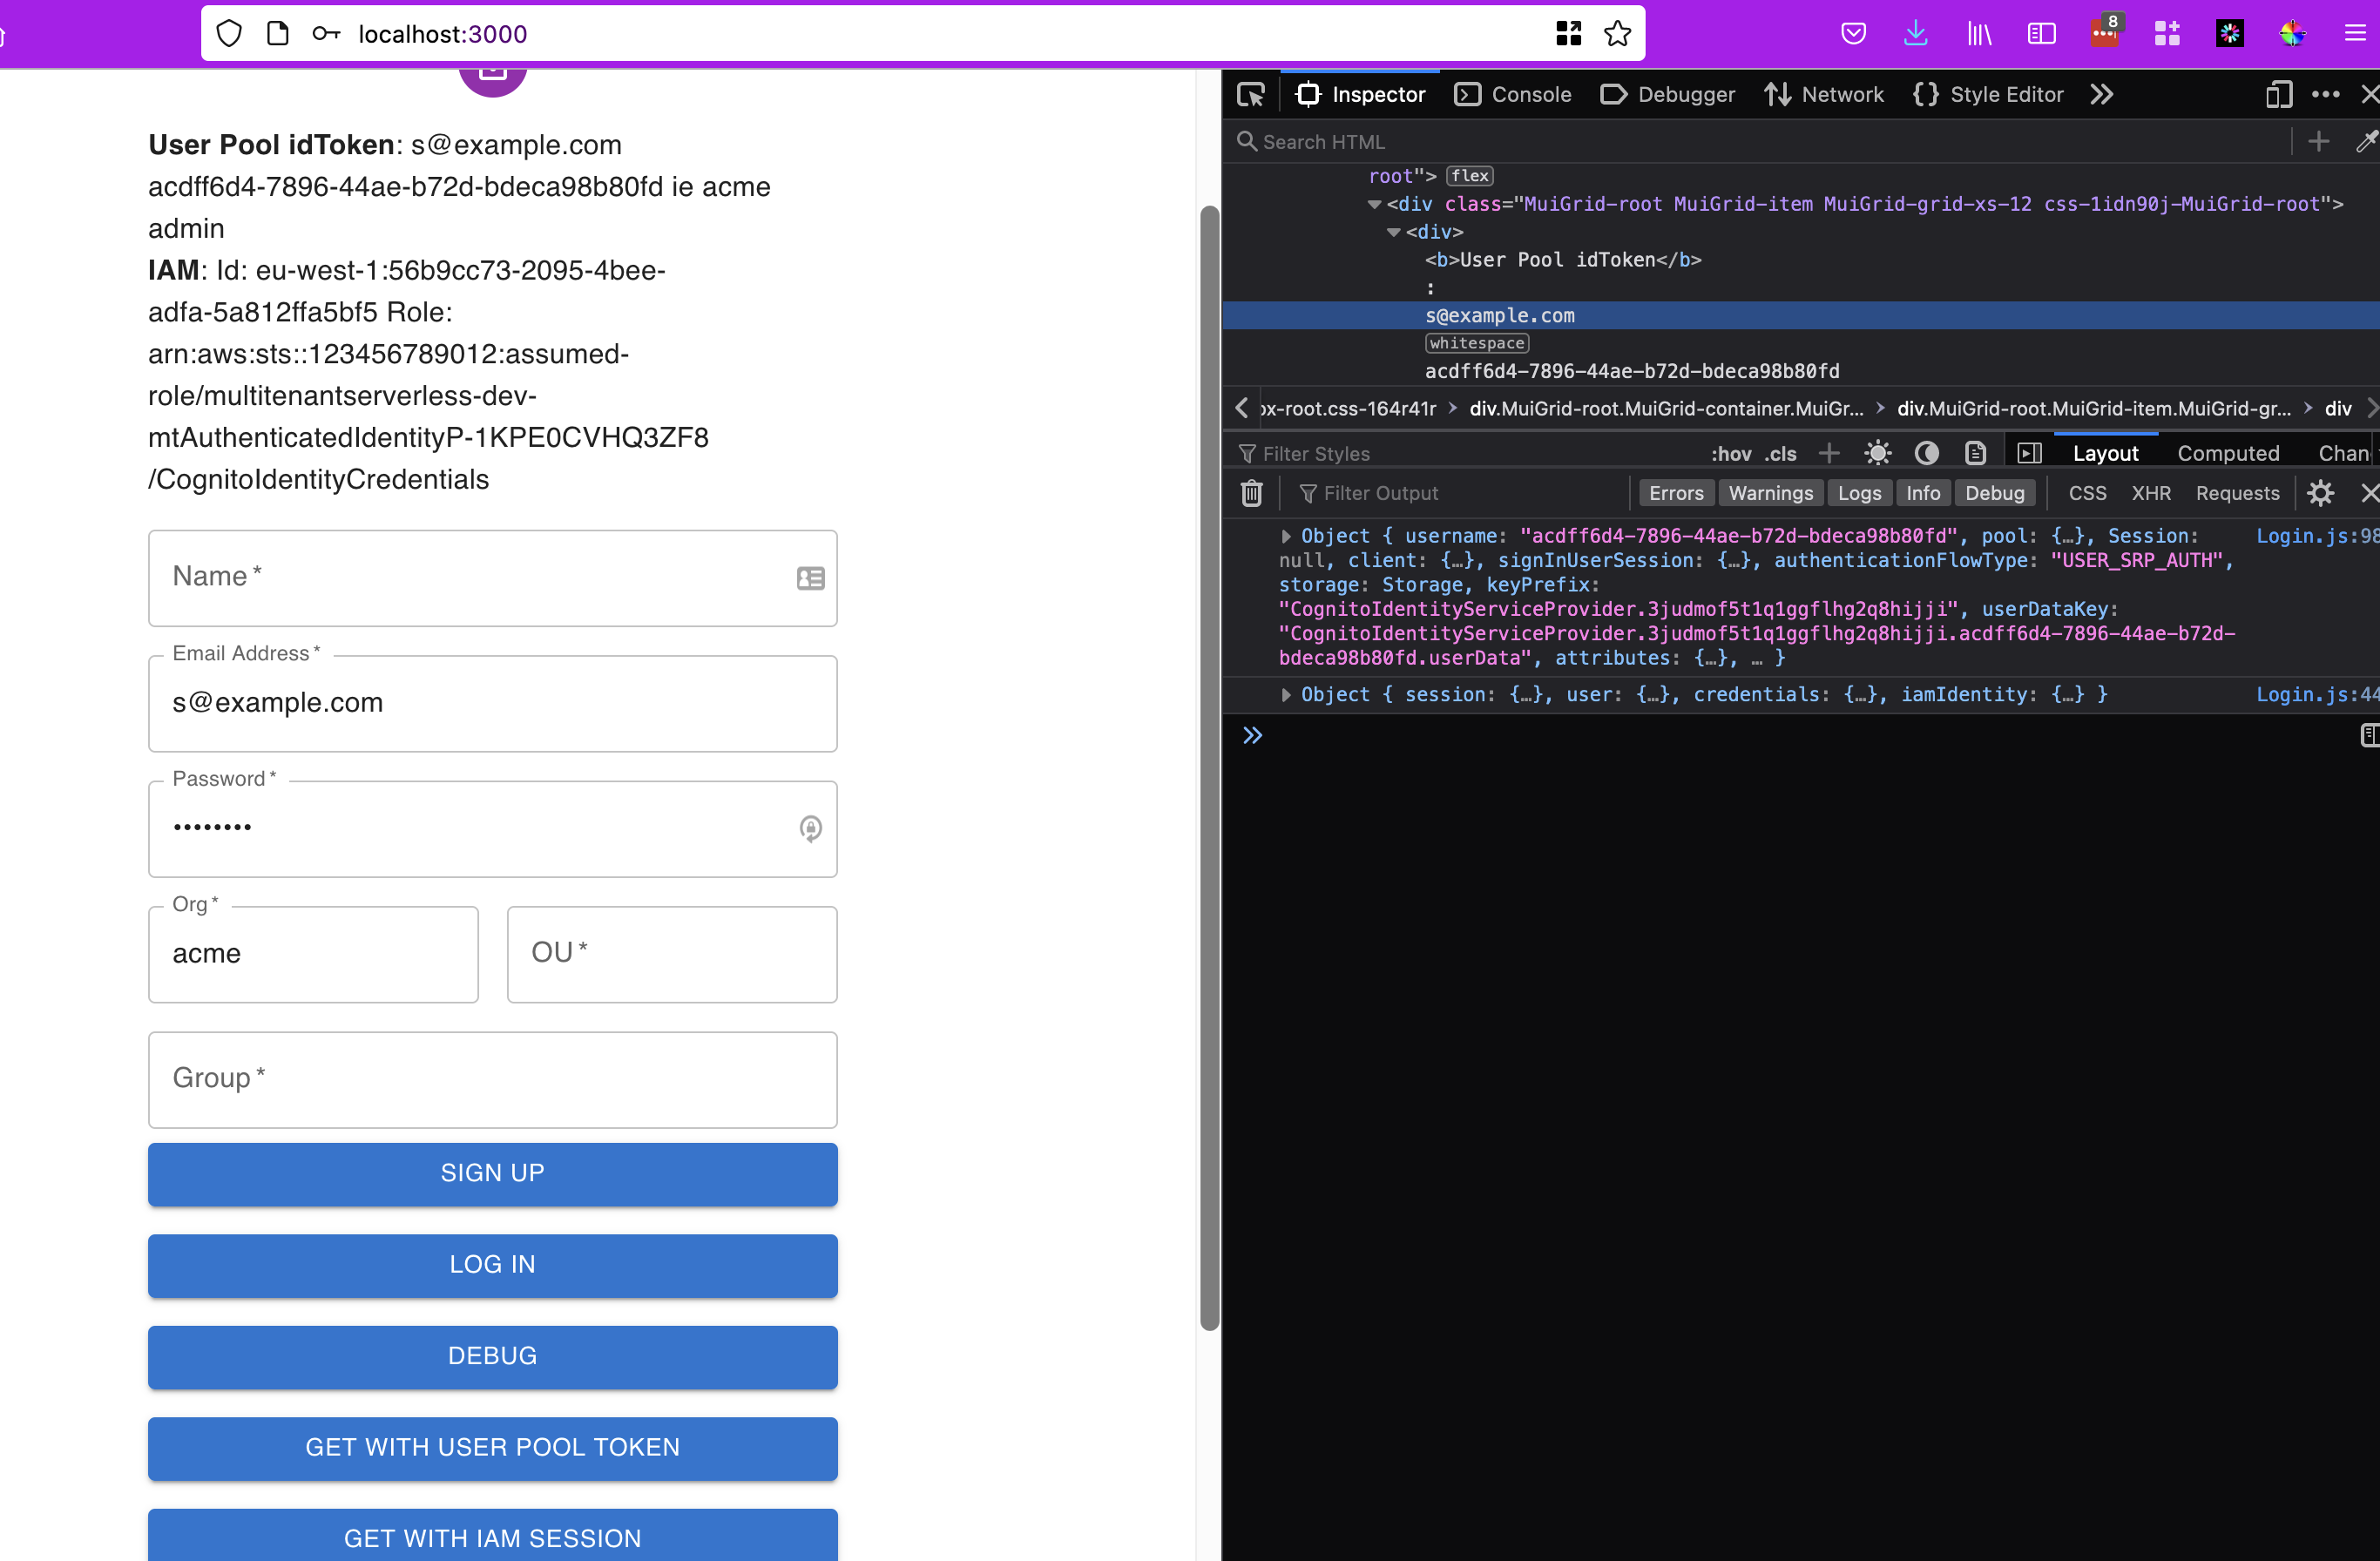 localhost:3000
8
User Pool idToken: s@example.com
acdff6d4-7896-44ae-b72d-bdeca98b80fd ie acme
admin
IAM: Id: eu-west-1:56b9cc73-2095-4bee-
adfa-5a812ffa5bf5 Role:
arn:aws:sts::123456789012:assumed-
role/multitenantserverless-dev-
mtAuthenticatedIdentityP-1KPE0CVHQ3ZF8
/CognitoIdentityCredentials
Name *
Email Address *
s@example.com
Password *
••••••••
Org *
acme
OU *
Group *
SIGN UP
LOG IN
DEBUG
GET WITH USER POOL TOKEN
GET WITH IAM SESSION
Inspector Console Debugger Network {} Style Editor
Search HTML
root"> flex
<div class="MuiGrid-root MuiGrid-item MuiGrid-grid-xs-12 css-1idn90j-MuiGrid-root">
<div>
<b>User Pool idToken</b>
:
s@example.com
whitespace
acdff6d4-7896-44ae-b72d-bdeca98b80fd
ox-root.css-164r41r > div.MuiGrid-root.MuiGrid-container.MuiGr... > div.MuiGrid-root.MuiGrid-item.MuiGrid-gr... > div
Filter Styles :hov .cls + Layout Computed Chan
Filter Output Errors Warnings Logs Info Debug CSS XHR Requests
Object { username: "acdff6d4-7896-44ae-b72d-bdeca98b80fd", pool: {…}, Session: Login.js:98
null, client: {…}, signInUserSession: {…}, authenticationFlowType: "USER_SRP_AUTH",
storage: Storage, keyPrefix:
"CognitoIdentityServiceProvider.3judmof5t1q1ggflhg2q8hijji", userDataKey:
"CognitoIdentityServiceProvider.3judmof5t1q1ggflhg2q8hijji.acdff6d4-7896-44ae-b72d-
bdeca98b80fd.userData", attributes: {…}, … }
Object { session: {…}, user: {…}, credentials: {…}, iamIdentity: {…} } Login.js:44